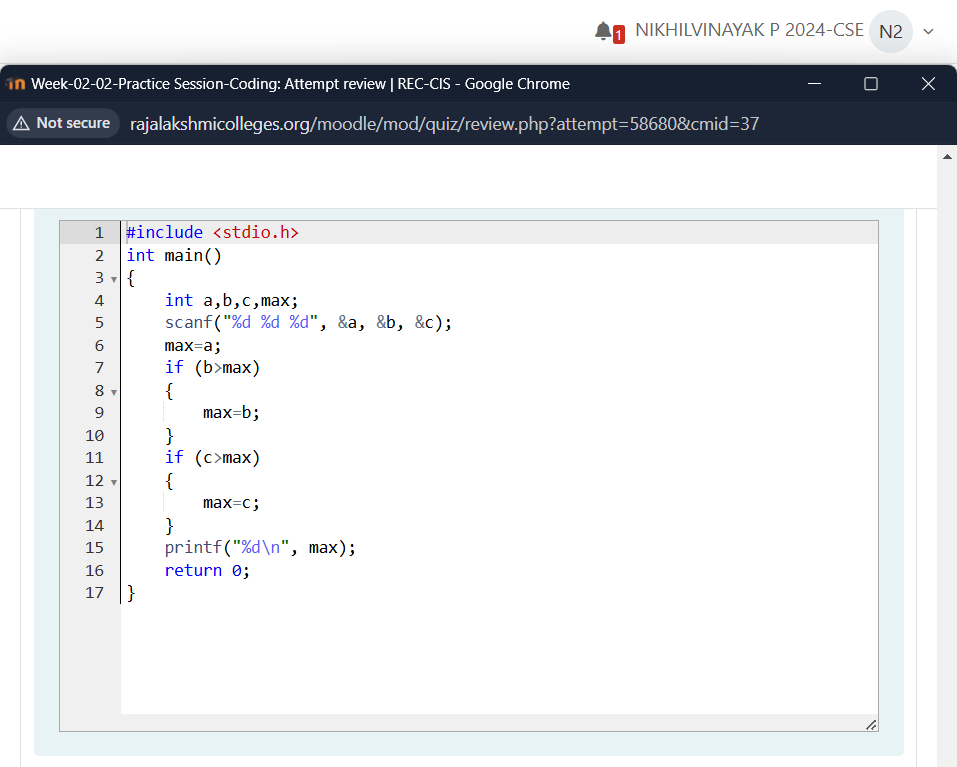 1 NIKHILVINAYAK P 2024-CSE N2
Week-02-02-Practice Session-Coding: Attempt review | REC-CIS - Google Chrome
Not secure rajalakshmicolleges.org/moodle/mod/quiz/review.php?attempt=58680&cmid=37
1 #include <stdio.h>
2 int main()
3 {
4     int a,b,c,max;
5     scanf("%d %d %d", &a, &b, &c);
6     max=a;
7     if (b>max)
8     {
9         max=b;
10     }
11     if (c>max)
12     {
13         max=c;
14     }
15     printf("%d\n", max);
16     return 0;
17 }